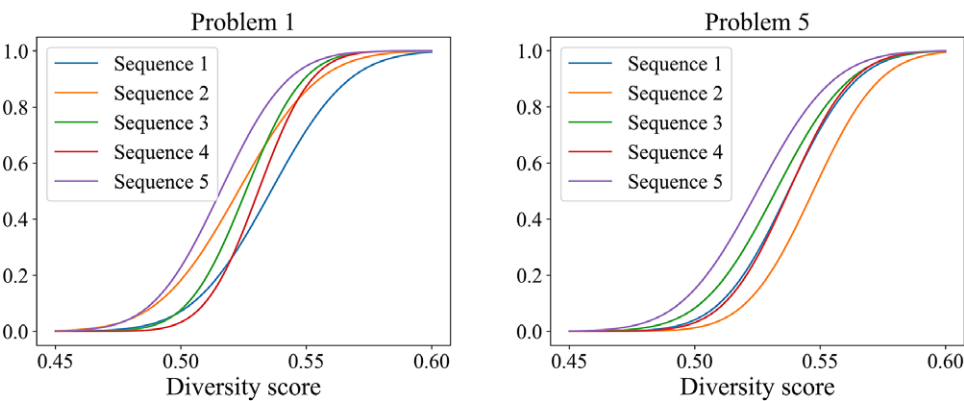 Problem 1
1.0
0.8
0.6
0.4
0.2
0.0
Sequence 1
Sequence 2
Sequence 3
Sequence 4
Sequence 5
0.45 0.50 0.55 0.60
Diversity score
Problem 5
1.0
0.8
0.6
0.4
0.2
0.0
Sequence 1
Sequence 2
Sequence 3
Sequence 4
Sequence 5
0.45 0.50 0.55 0.60
Diversity score